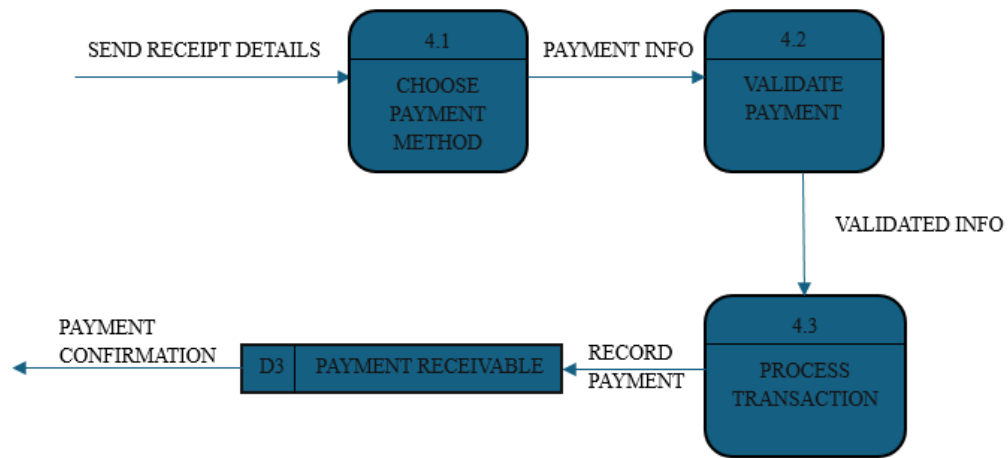 SEND RECEIPT DETAILS
4.1
CHOOSE
PAYMENT
METHOD
PAYMENT INFO
4.2
VALIDATE
PAYMENT
VALIDATED INFO
4.3
PROCESS
TRANSACTION
RECORD
PAYMENT
D3
PAYMENT RECEIVABLE
PAYMENT
CONFIRMATION